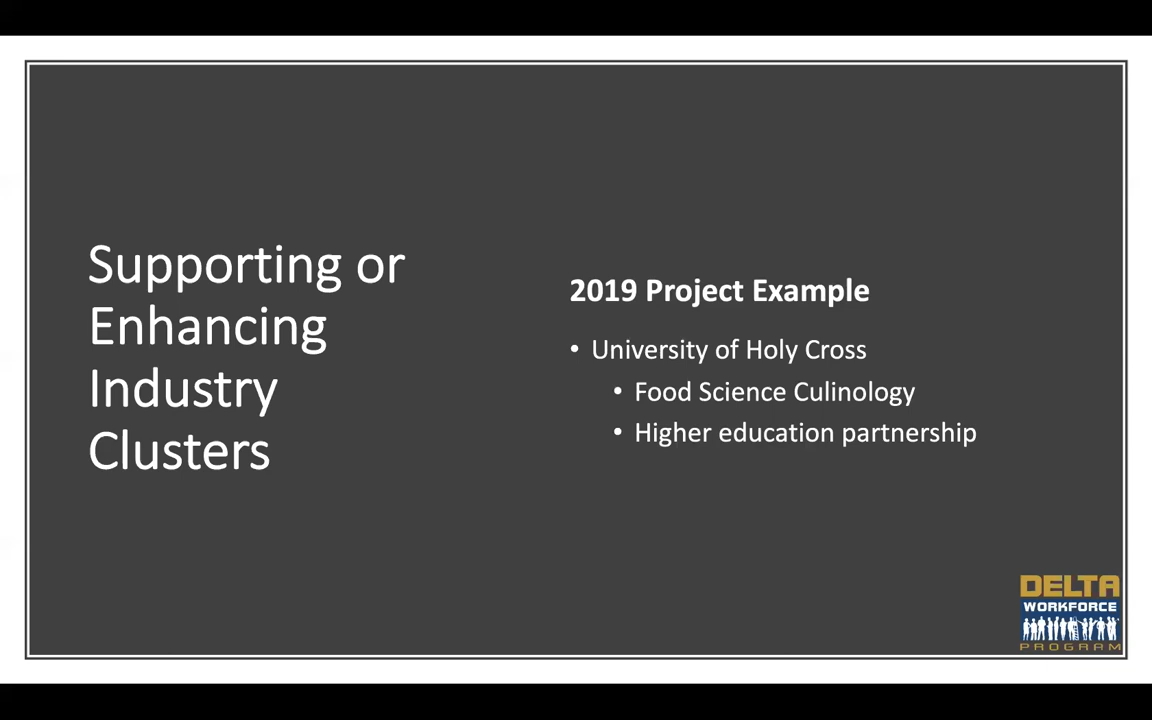 Supporting or
Enhancing
Industry
Clusters
2019 Project Example
• University of Holy Cross
• Food Science Culinology
• Higher education partnership
DELTA
WORKFORCE
PROGRAM